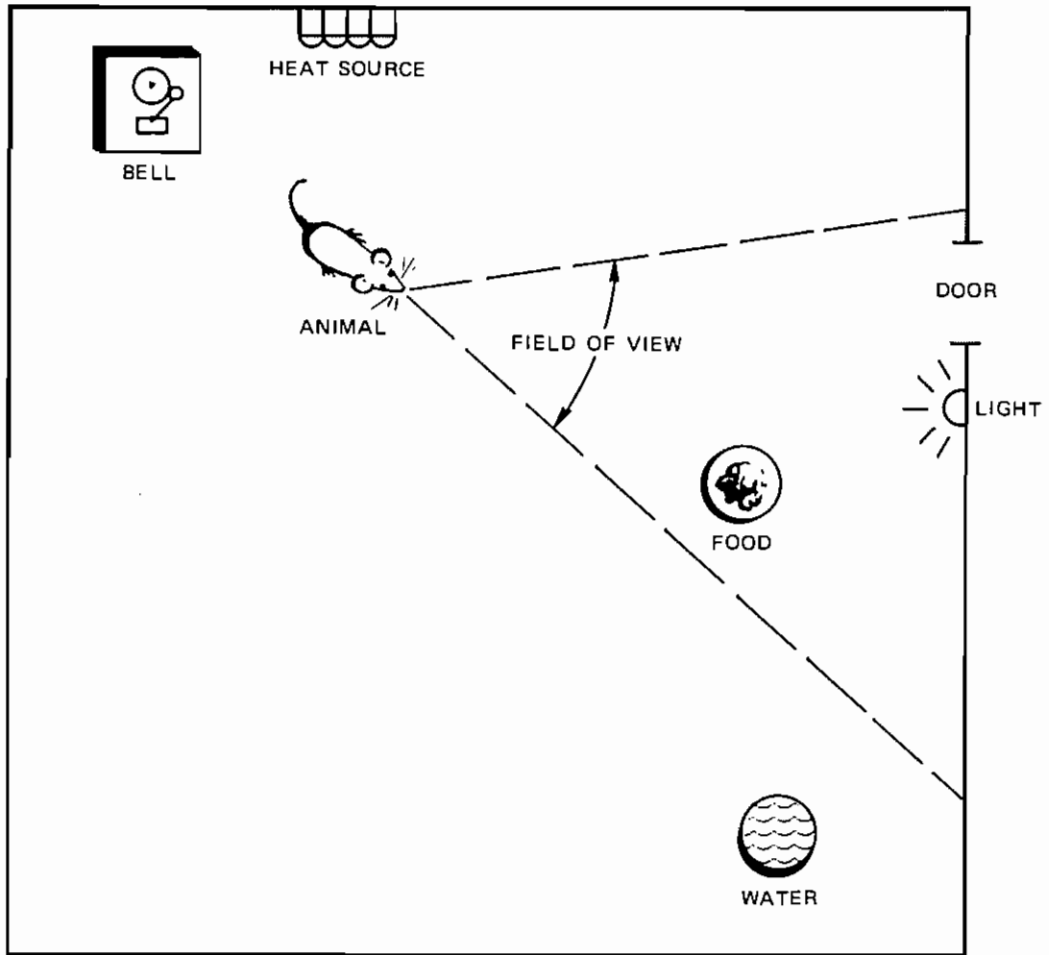 HEAT SOURCE
BELL
DOOR
ANIMAL
FIELD OF VIEW
LIGHT
FOOD
WATER